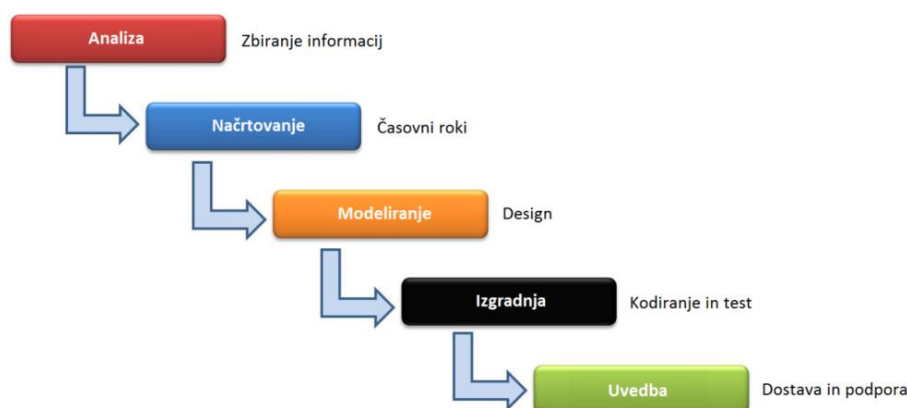 Analiza
Zbiranje informacij
Načrtovanje
Časovni roki
Modeliranje
Design
Izgradnja
Kodiranje in test
Uvedba
Dostava in podpora